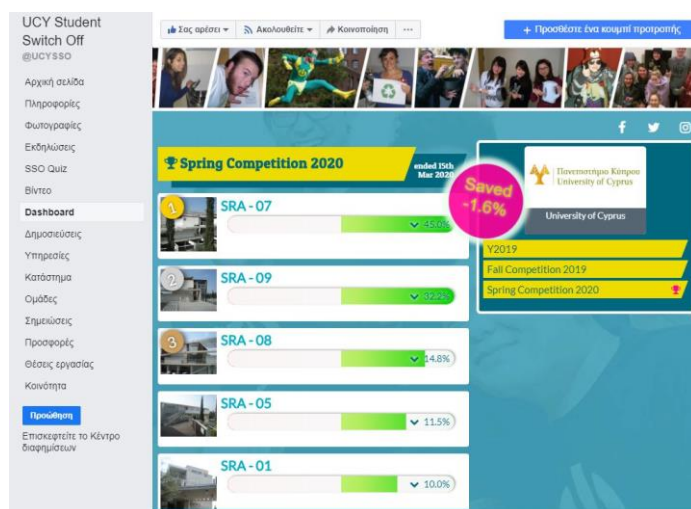 UCY Student
Switch Off
@UCYSSO
Αρχική σελίδα
Πληροφορίες
Φωτογραφίες
Εκδηλώσεις
SSO Quiz
Βίντεο
Dashboard
Δημοσιεύσεις
Υπηρεσίες
Κατάστημα
Ομάδες
Σημειώσεις
Προσφορές
Θέσεις εργασίας
Κοινότητα
Προώθηση
Επισκεφτείτε το Κέντρο
διαφημίσεων
Σας αρέσει
Ακολουθείτε
Κοινοποίηση
···
+ Προσθέστε ένα κουμπί προτροπής
Spring Competition 2020
ended 15th
Mar 2020
1
SRA - 07
45.0%
2
SRA - 09
32.2%
3
SRA - 08
14.8%
SRA - 05
11.5%
SRA - 01
10.0%
Saved
-1.6%
Πανεπιστήμιο Κύπρου
University of Cyprus
University of Cyprus
Y2019
Fall Competition 2019
Spring Competition 2020